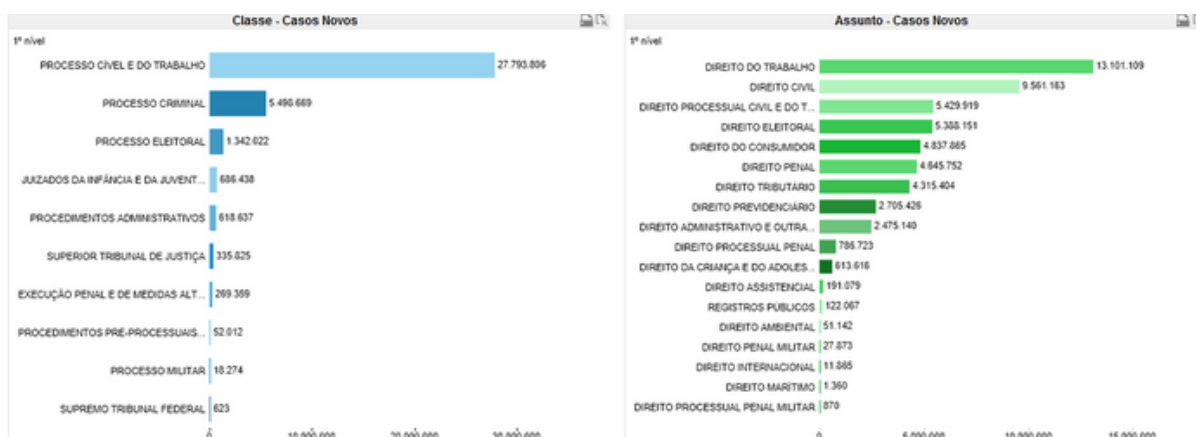 Classe - Casos Novos
1º nível
PROCESSO CÍVEL E DO TRABALHO 27.793.806
PROCESSO CRIMINAL 5.498.669
PROCESSO ELEITORAL 1.342.022
JUIZADOS DA INFÂNCIA E DA JUVENT... 686.438
PROCEDIMENTOS ADMINISTRATIVOS 618.637
SUPERIOR TRIBUNAL DE JUSTIÇA 335.825
EXECUÇÃO PENAL E DE MEDIDAS ALT... 269.359
PROCEDIMENTOS PRÉ-PROCESSUAIS... 52.012
PROCESSO MILITAR 18.274
SUPREMO TRIBUNAL FEDERAL 623
0 10.000.000 20.000.000 30.000.000
Assunto - Casos Novos
1º nível
DIREITO DO TRABALHO 13.101.109
DIREITO CIVIL 9.561.163
DIREITO PROCESSUAL CIVIL E DO T... 5.429.919
DIREITO ELEITORAL 5.388.151
DIREITO DO CONSUMIDOR 4.837.865
DIREITO PENAL 4.645.752
DIREITO TRIBUTÁRIO 4.315.404
DIREITO PREVIDENCIÁRIO 2.705.426
DIREITO ADMINISTRATIVO E OUTRA... 2.475.140
DIREITO PROCESSUAL PENAL 786.723
DIREITO DA CRIANÇA E DO ADOLES... 613.616
DIREITO ASSISTENCIAL 191.079
REGISTROS PÚBLICOS 122.067
DIREITO AMBIENTAL 51.142
DIREITO PENAL MILITAR 27.873
DIREITO INTERNACIONAL 11.865
DIREITO MARÍTIMO 1.360
DIREITO PROCESSUAL PENAL MILITAR 870
0 5.000.000 10.000.000 15.000.000